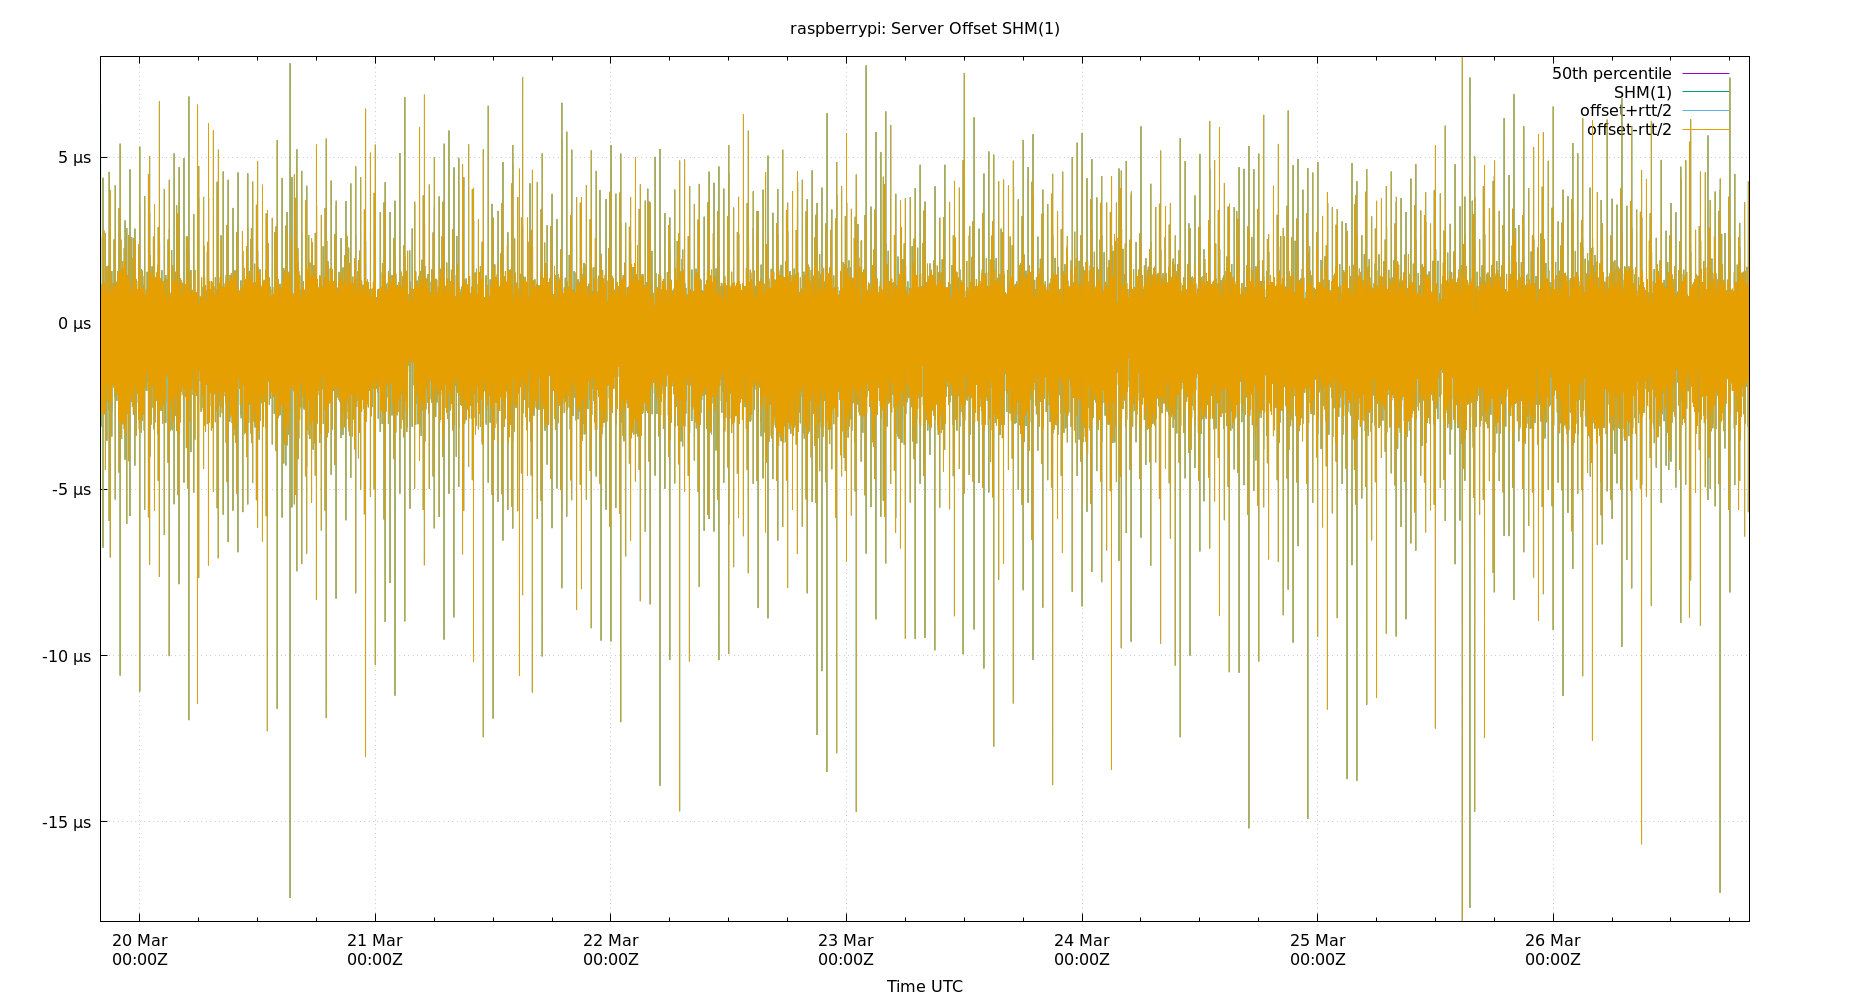 raspberrypi: Server Offset SHM(1)
50th percentile
SHM(1)
offset+rtt/2
offset-rtt/2
5 µs
0 µs
-5 µs
-10 µs
-15 µs
20 Mar 21 Mar 22 Mar 23 Mar 24 Mar 25 Mar 26 Mar
00:00Z 00:00Z 00:00Z 00:00Z 00:00Z 00:00Z 00:00Z
Time UTC